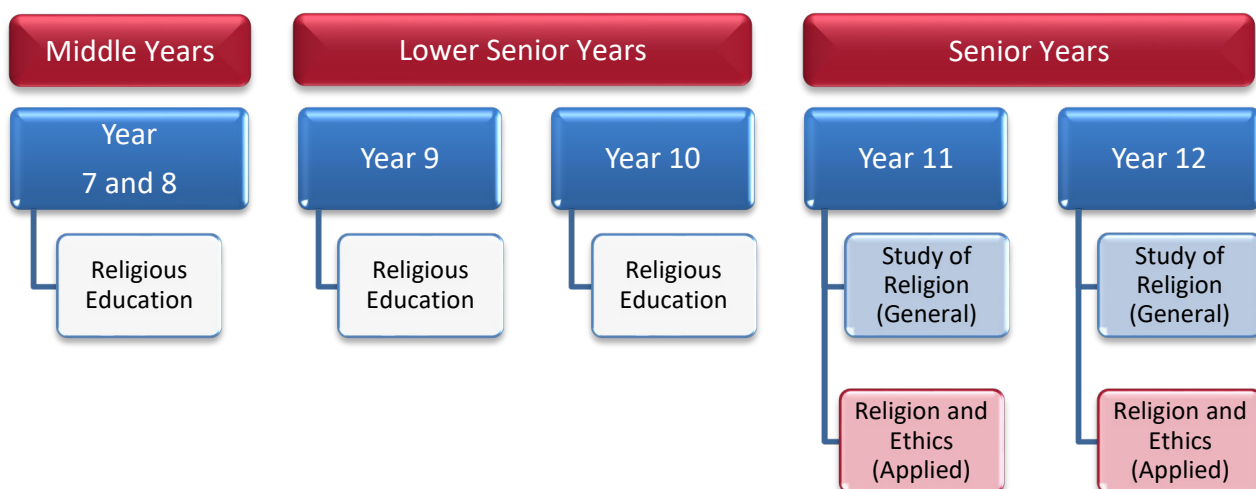 Middle Years
Lower Senior Years
Senior Years
Year
7 and 8
Year 9
Year 10
Year 11
Year 12
Religious
Education
Religious
Education
Religious
Education
Study of
Religion
(General)
Study of
Religion
(General)
Religion and
Ethics
(Applied)
Religion and
Ethics
(Applied)